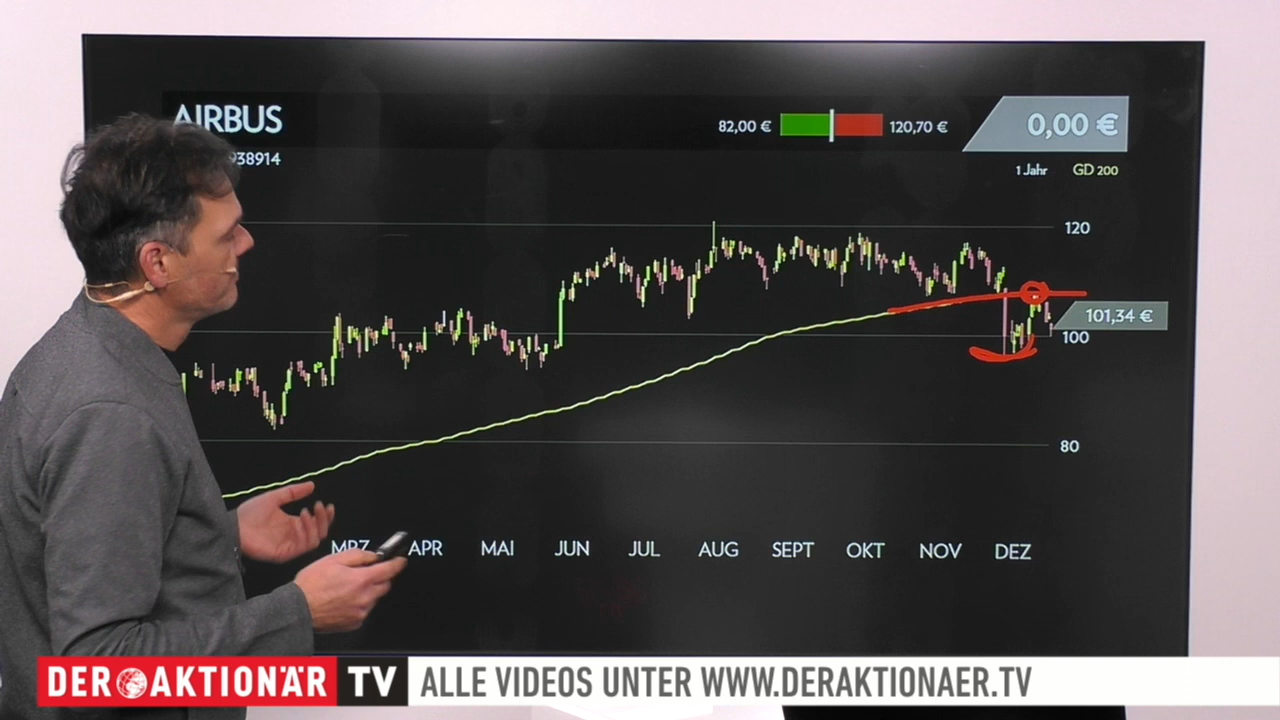 AIRBUS
938914
82,00 €
120,70 €
0,00 €
1 Jahr GD 200
120
101,34 €
100
80
MRZ APR MAI JUN JUL AUG SEPT OKT NOV DEZ
DER AKTIONÄR TV ALLE VIDEOS UNTER WWW.DERAKTIONAER.TV